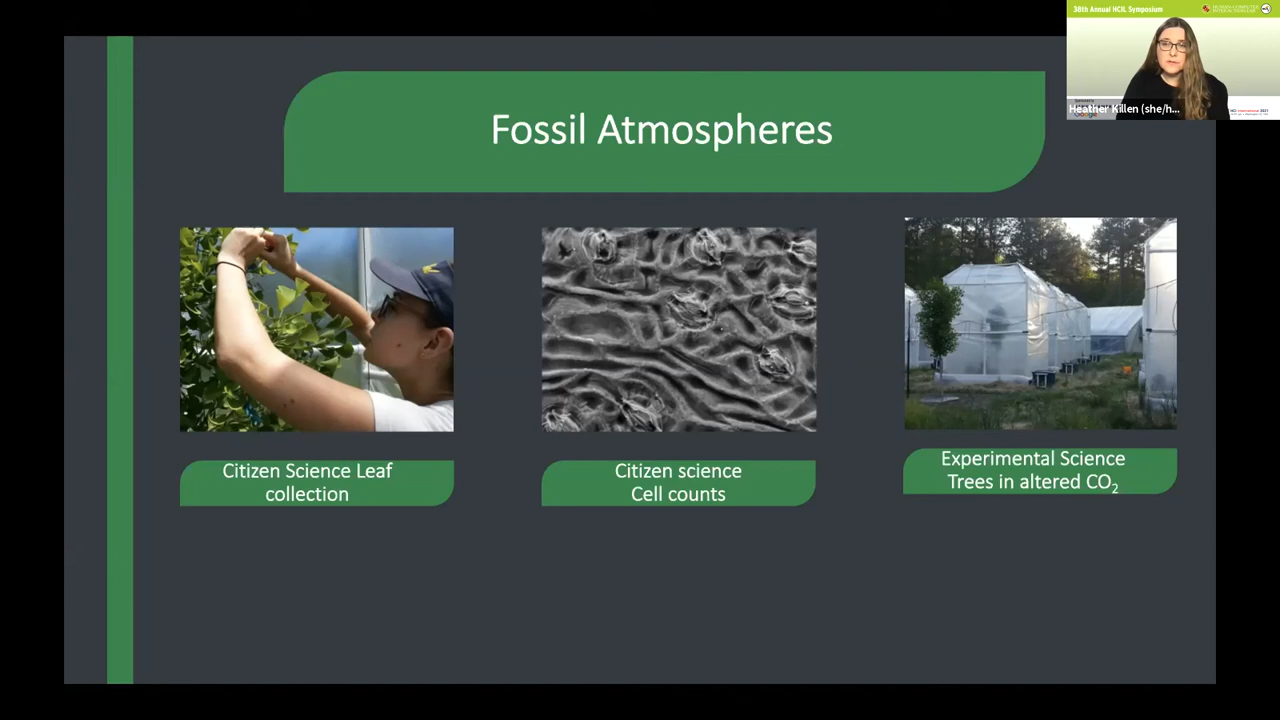 38th Annual HCIL Symposium
Heather Killen (she/h...
Google
Fossil Atmospheres
Citizen Science Leaf
collection
Citizen science
Cell counts
Experimental Science
Trees in altered CO₂